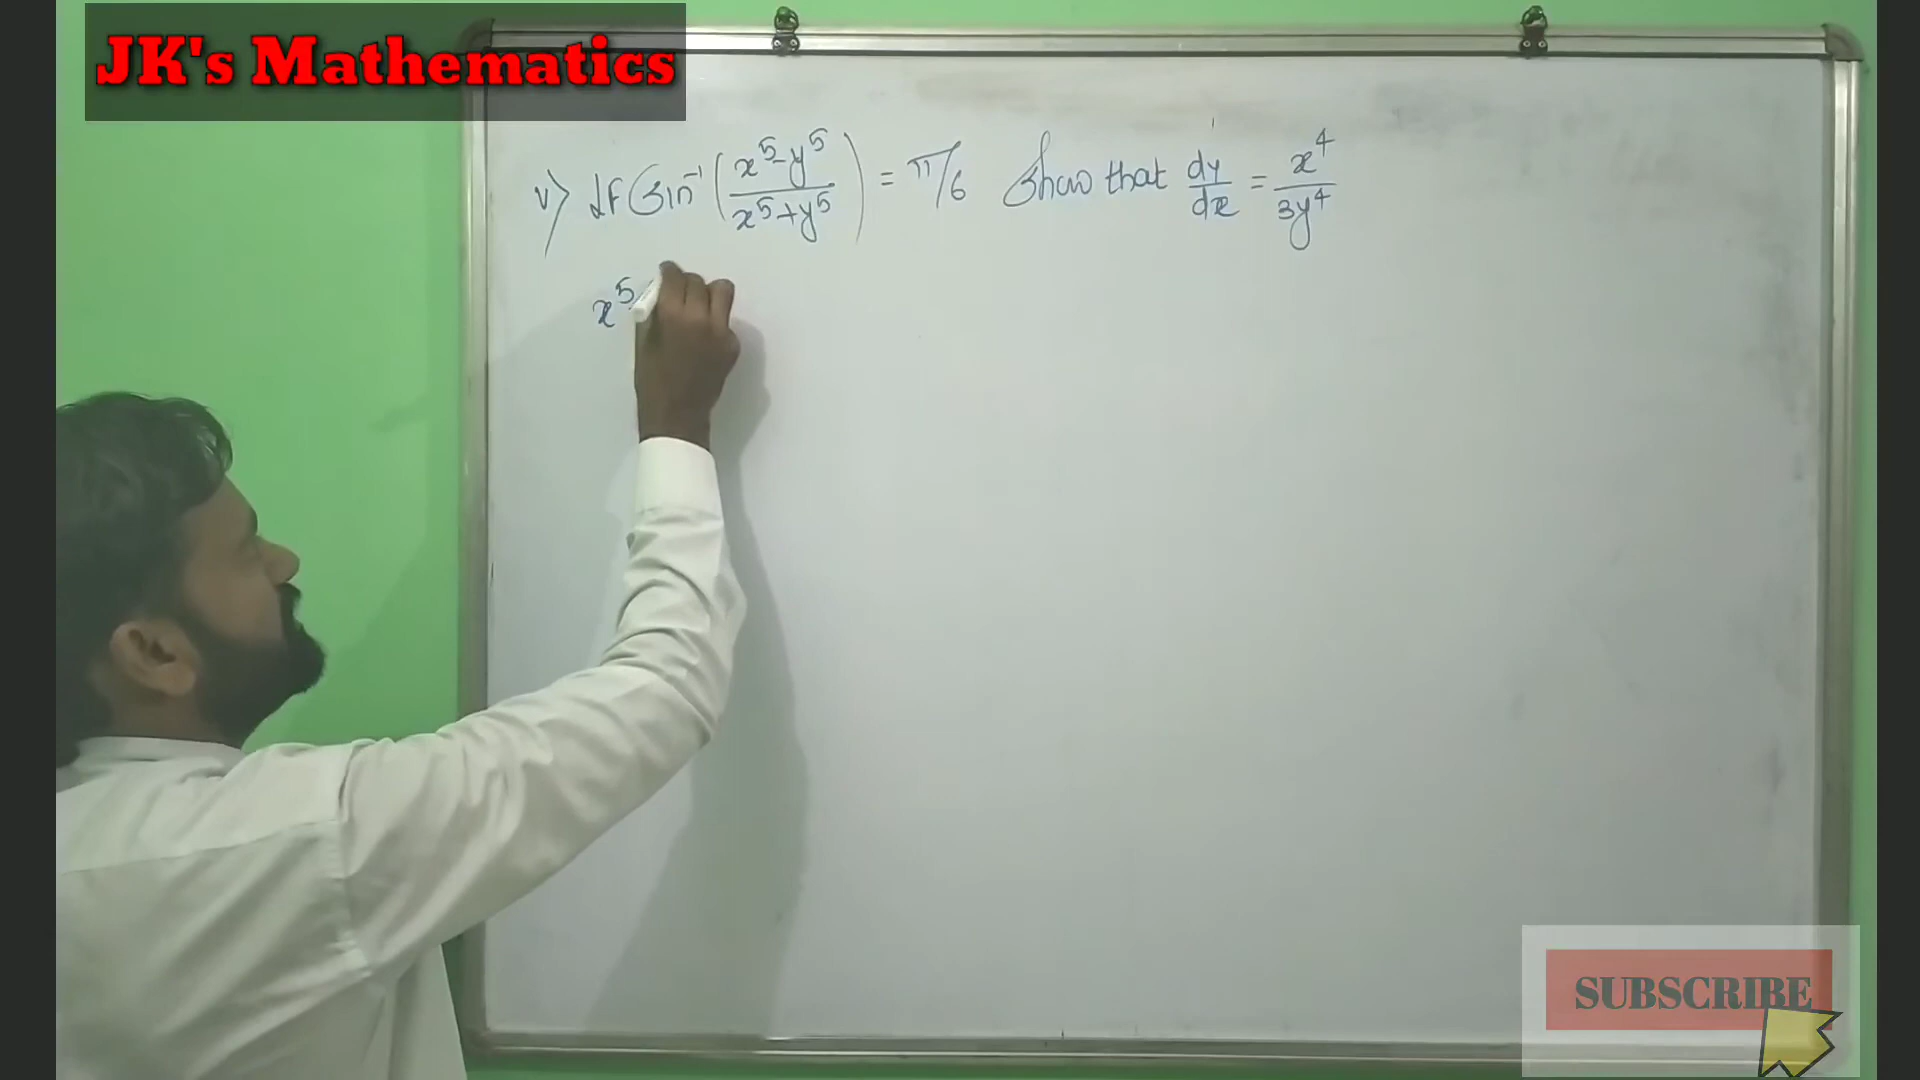 JK's Mathematics
v) If Sin⁻¹(x⁵-y⁵/x⁵+y⁵) = π/6 Show that dy/dx = x⁴/3y⁴
x⁵
SUBSCRIBE